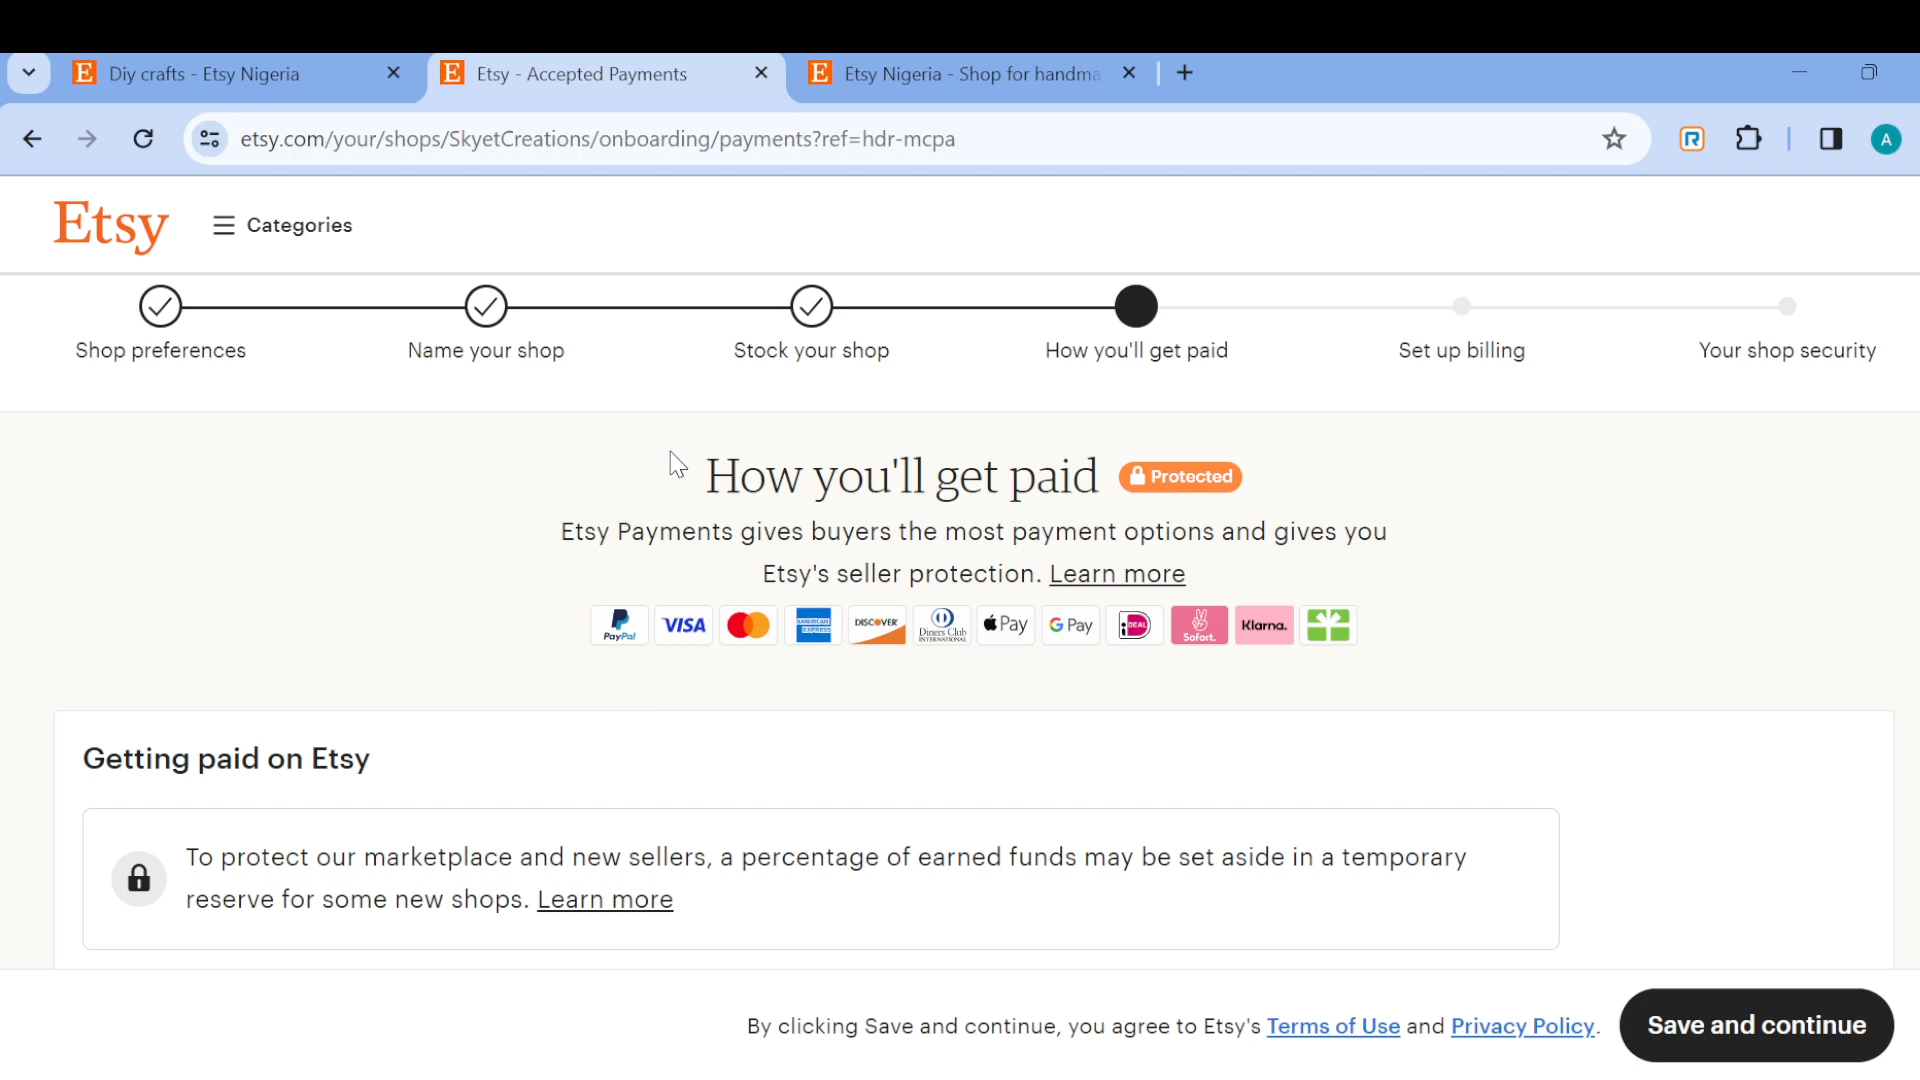 Diy crafts - Etsy Nigeria
Etsy - Accepted Payments
Etsy Nigeria - Shop for handma
etsy.com/your/shops/SkyetCreations/onboarding/payments?ref=hdr-mcpa
A
Etsy
Categories
Shop preferences
Name your shop
Stock your shop
How you'll get paid
Set up billing
Your shop security
How you'll get paid
Protected
Etsy Payments gives buyers the most payment options and gives you
Etsy's seller protection. Learn more
PayPal
VISA
AMERICAN EXPRESS
DISCOVER
Diners Club INTERNATIONAL
Pay
G Pay
iDEAL
Sofort.
Klarna.
Getting paid on Etsy
To protect our marketplace and new sellers, a percentage of earned funds may be set aside in a temporary
reserve for some new shops. Learn more
By clicking Save and continue, you agree to Etsy's Terms of Use and Privacy Policy.
Save and continue